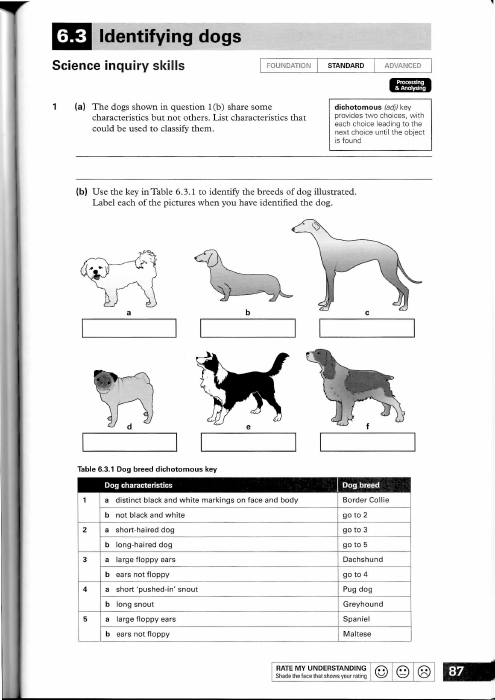 6.3 Identifying dogs
Science inquiry skills
FOUNDATION STANDARD ADVANCED
Processing
& Analysing
1 (a) The dogs shown in question 1(b) share some
characteristics but not others. List characteristics that
could be used to classify them.
dichotomous (adj) key
provides two choices, with
each choice leading to the
next choice until the object
is found
(b) Use the key in Table 6.3.1 to identify the breeds of dog illustrated.
Label each of the pictures when you have identified the dog.
a b c
d e f
Table 6.3.1 Dog breed dichotomous key
Dog characteristics Dog breed
1 a distinct black and white markings on face and body Border Collie
b not black and white go to 2
2 a short-haired dog go to 3
b long-haired dog go to 5
3 a large floppy ears Dachshund
b ears not floppy go to 4
4 a short 'pushed-in' snout Pug dog
b long snout Greyhound
5 a large floppy ears Spaniel
b ears not floppy Maltese
RATE MY UNDERSTANDING
Shade the face that shows your rating
87